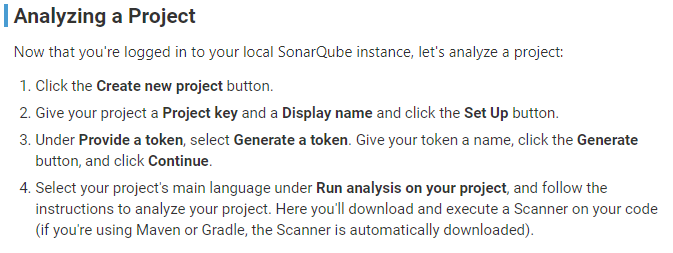 Analyzing a Project
Now that you're logged in to your local SonarQube instance, let's analyze a project:
1. Click the Create new project button.
2. Give your project a Project key and a Display name and click the Set Up button.
3. Under Provide a token, select Generate a token. Give your token a name, click the Generate
button, and click Continue.
4. Select your project's main language under Run analysis on your project, and follow the
instructions to analyze your project. Here you'll download and execute a Scanner on your code
(if you're using Maven or Gradle, the Scanner is automatically downloaded).